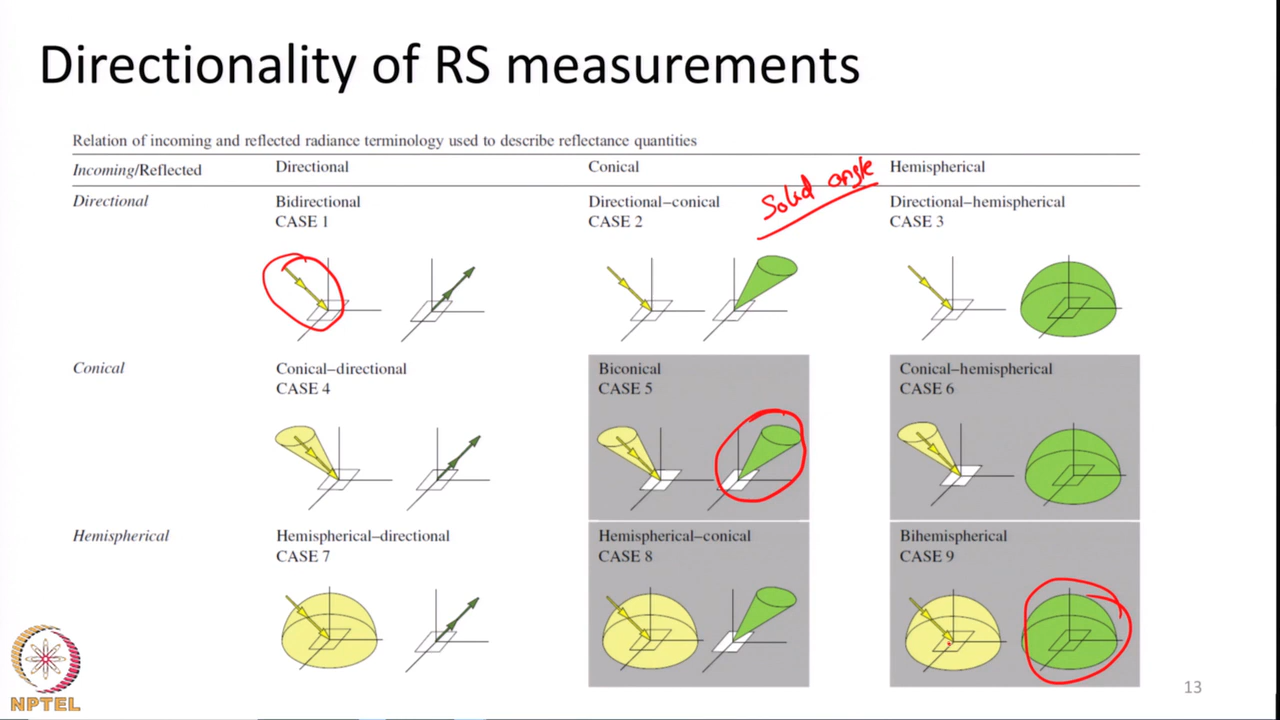 Directionality of RS measurements
Relation of incoming and reflected radiance terminology used to describe reflectance quantities
Incoming/Reflected Directional Conical Hemispherical
Solid angle
Directional Bidirectional Directional–conical Directional–hemispherical
CASE 1 CASE 2 CASE 3
Conical Conical–directional Biconical Conical–hemispherical
CASE 4 CASE 5 CASE 6
Hemispherical Hemispherical–directional Hemispherical–conical Bihemispherical
CASE 7 CASE 8 CASE 9
NPTEL
13